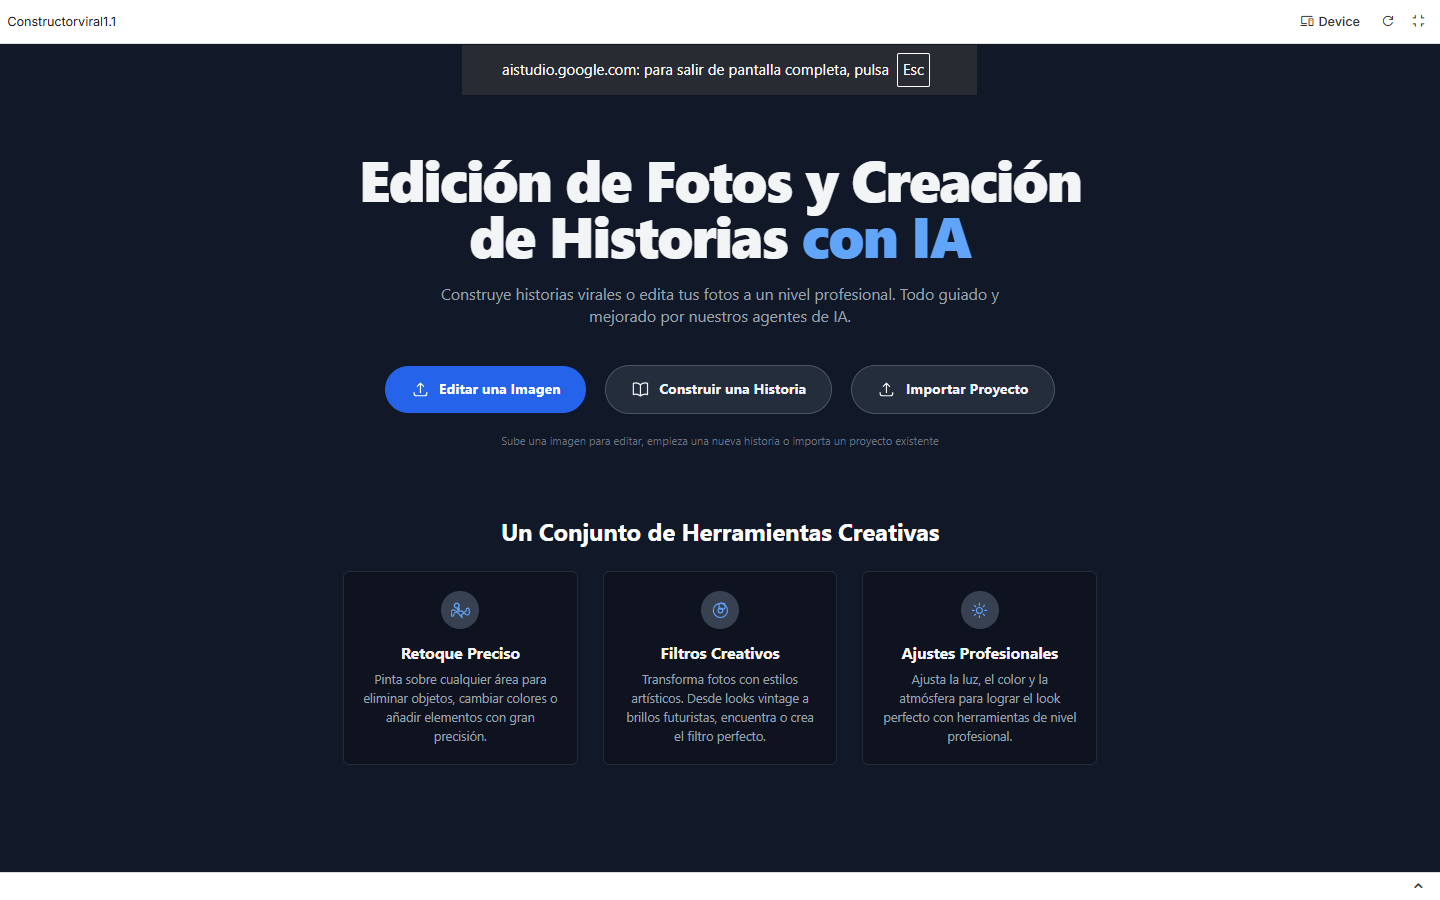 Constructorviral1.1
Device
aistudio.google.com: para salir de pantalla completa, pulsa Esc
Edición de Fotos y Creación
de Historias con IA
Construye historias virales o edita tus fotos a un nivel profesional. Todo guiado y
mejorado por nuestros agentes de IA.
Editar una Imagen
Construir una Historia
Importar Proyecto
Sube una imagen para editar, empieza una nueva historia o importa un proyecto existente
Un Conjunto de Herramientas Creativas
Retoque Preciso
Pinta sobre cualquier área para
eliminar objetos, cambiar colores o
añadir elementos con gran
precisión.
Filtros Creativos
Transforma fotos con estilos
artísticos. Desde looks vintage a
brillos futuristas, encuentra o crea
el filtro perfecto.
Ajustes Profesionales
Ajusta la luz, el color y la
atmósfera para lograr el look
perfecto con herramientas de nivel
profesional.